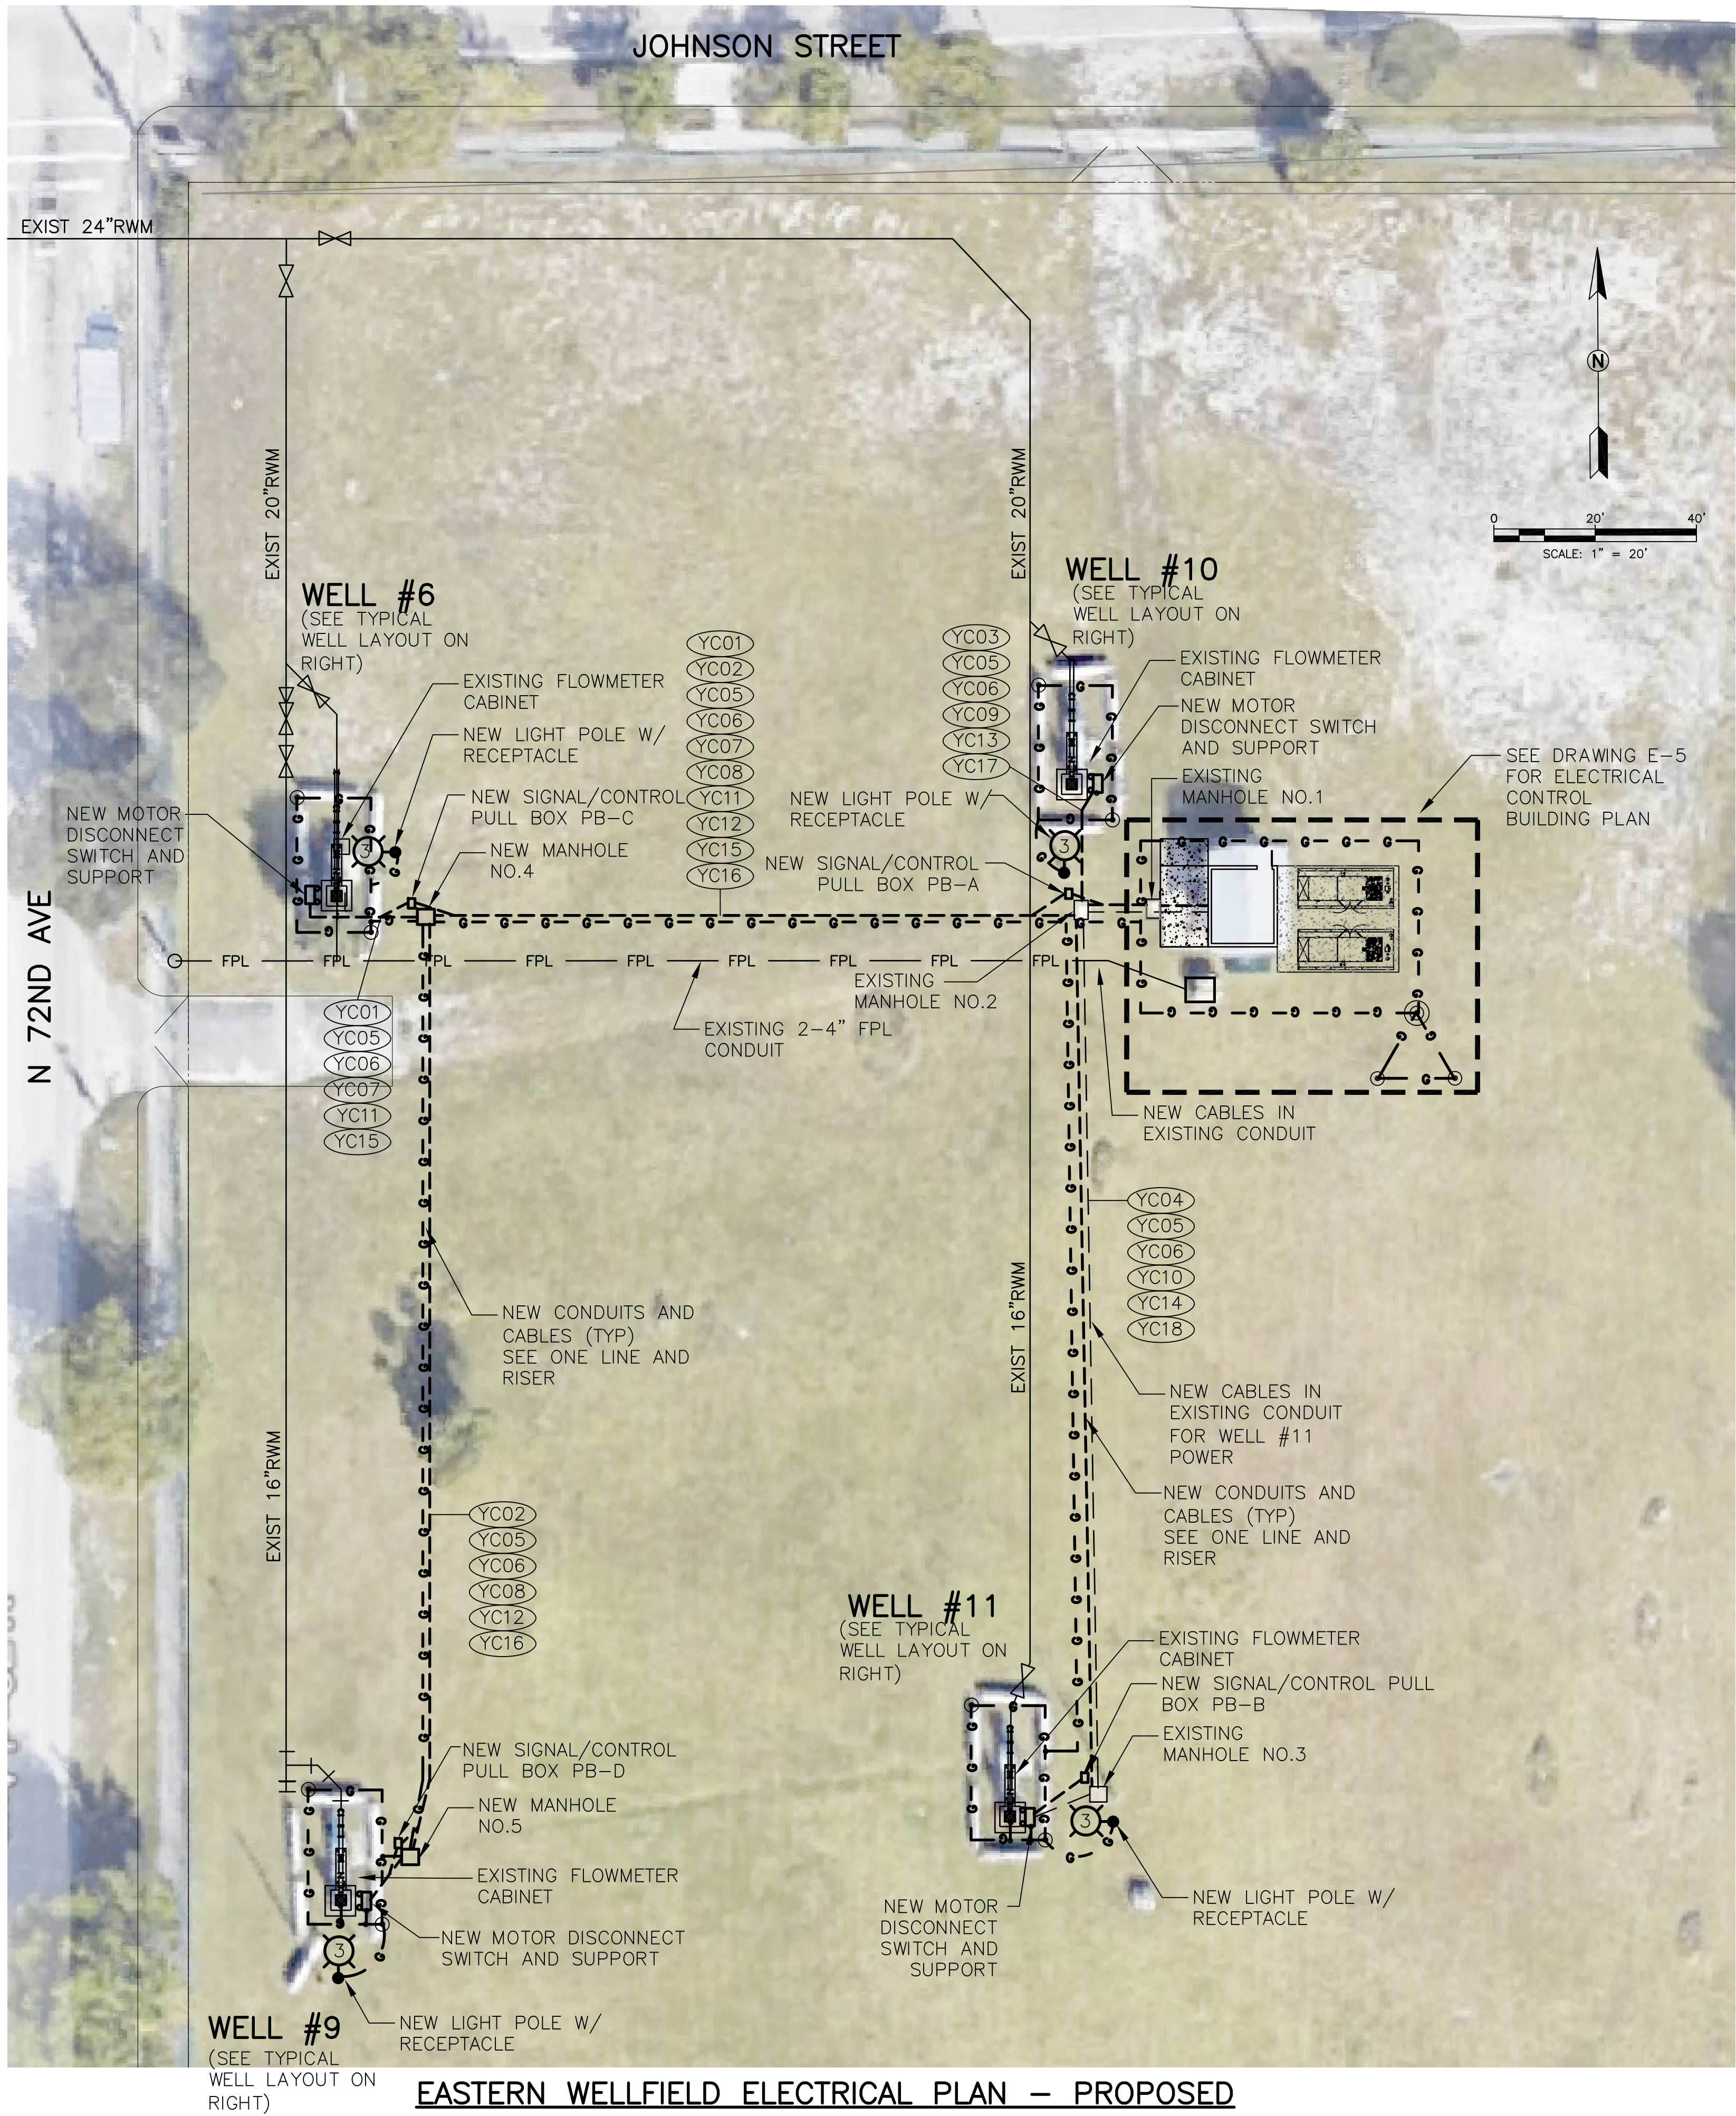 JOHNSON STREET
EXIST 24"RWM
EXIST 20"RWM
EXIST 20"RWM
N
0 20' 40'
SCALE: 1" = 20'
WELL #6
(SEE TYPICAL
WELL LAYOUT ON
RIGHT)
EXISTING FLOWMETER
CABINET
NEW LIGHT POLE W/
RECEPTACLE
NEW SIGNAL/CONTROL
PULL BOX PB-C
NEW MANHOLE
NO.4
NEW MOTOR
DISCONNECT
SWITCH AND
SUPPORT
3
YC01
YC02
YC05
YC06
YC07
YC08
YC11
YC12
YC15
YC16
WELL #10
(SEE TYPICAL
WELL LAYOUT ON
RIGHT)
YC03
YC05
YC06
YC09
YC13
YC17
EXISTING FLOWMETER
CABINET
NEW MOTOR
DISCONNECT SWITCH
AND SUPPORT
EXISTING
MANHOLE NO.1
SEE DRAWING E-5
FOR ELECTRICAL
CONTROL
BUILDING PLAN
NEW LIGHT POLE W/
RECEPTACLE
3
NEW SIGNAL/CONTROL
PULL BOX PB-A
EXISTING
MANHOLE NO.2
N 72ND AVE
FPL FPL FPL FPL FPL FPL FPL FPL FPL
EXISTING 2-4" FPL
CONDUIT
YC01
YC05
YC06
YC07
YC11
YC15
NEW CABLES IN
EXISTING CONDUIT
YC04
YC05
YC06
YC10
YC14
YC18
NEW CONDUITS AND
CABLES (TYP)
SEE ONE LINE AND
RISER
EXIST 16"RWM
EXIST 16"RWM
NEW CABLES IN
EXISTING CONDUIT
FOR WELL #11
POWER
NEW CONDUITS AND
CABLES (TYP)
SEE ONE LINE AND
RISER
YC02
YC05
YC06
YC08
YC12
YC16
WELL #11
(SEE TYPICAL
WELL LAYOUT ON
RIGHT)
EXISTING FLOWMETER
CABINET
NEW SIGNAL/CONTROL PULL
BOX PB-B
EXISTING
MANHOLE NO.3
3
NEW LIGHT POLE W/
RECEPTACLE
NEW MOTOR
DISCONNECT
SWITCH AND
SUPPORT
NEW SIGNAL/CONTROL
PULL BOX PB-D
NEW MANHOLE
NO.5
EXISTING FLOWMETER
CABINET
NEW MOTOR DISCONNECT
SWITCH AND SUPPORT
3
NEW LIGHT POLE W/
RECEPTACLE
WELL #9
(SEE TYPICAL
WELL LAYOUT ON
RIGHT)
EASTERN WELLFIELD ELECTRICAL PLAN - PROPOSED